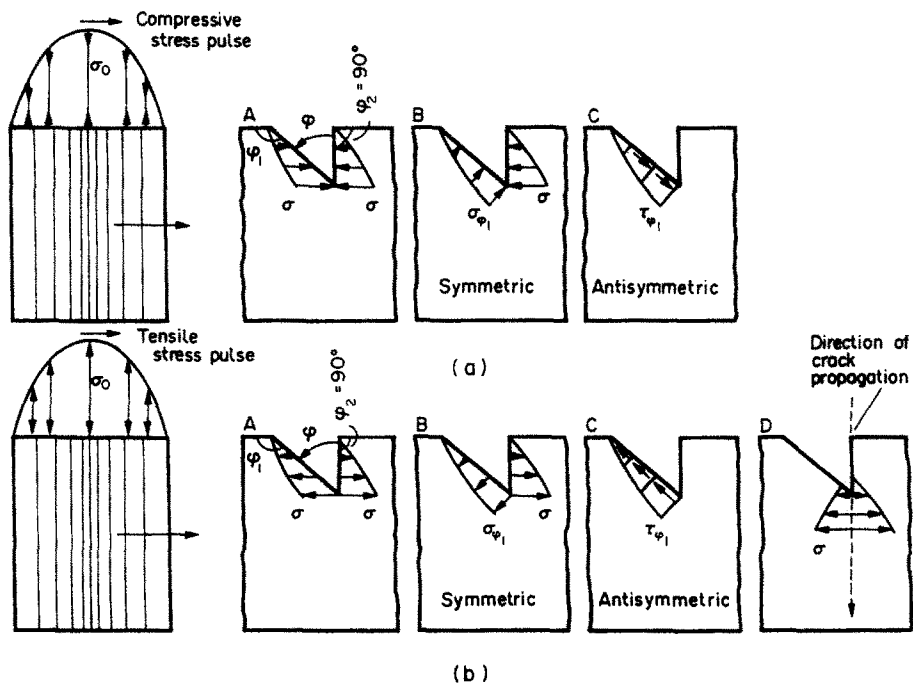 Compressive
stress pulse
σ₀
A
φ
φ₁
φ₂ = 90°
σ
σ
B
σφ₁
σ
Symmetric
C
τφ₁
Antisymmetric
(a)
Tensile
stress pulse
σ₀
A
φ
φ₁
φ₂ = 90°
σ
σ
B
σφ₁
σ
Symmetric
C
τφ₁
Antisymmetric
Direction of
crack
propagation
D
σ
(b)